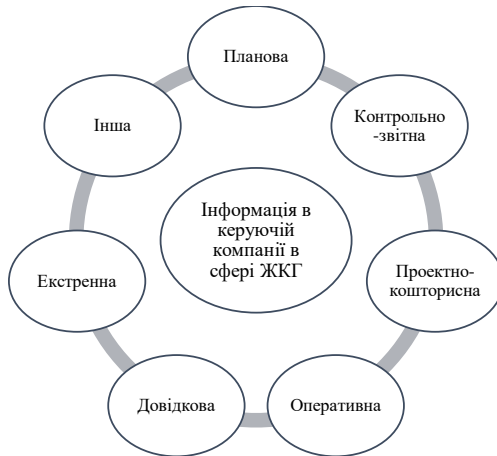 Планова
Контрольно
-звітна
Проектно-
кошторисна
Оперативна
Довідкова
Екстренна
Інша
Інформація в
керуючій
компанії в
сфері ЖКГ